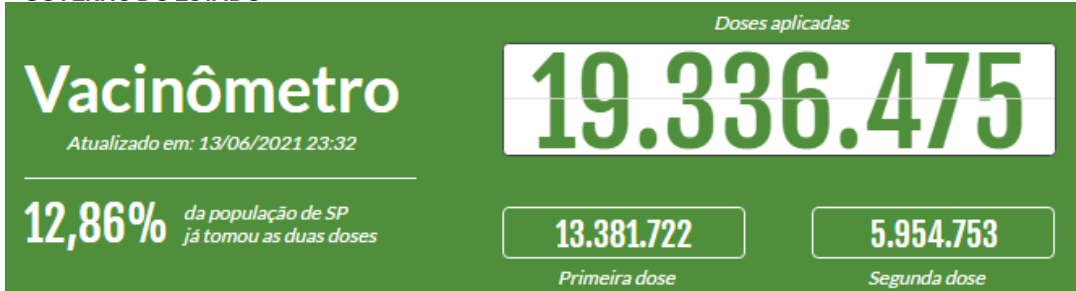 Vacinômetro
Atualizado em: 13/06/2021 23:32
12,86%
da população de SP
já tomou as duas doses
Doses aplicadas
19.336.475
13.381.722
Primeira dose
5.954.753
Segunda dose